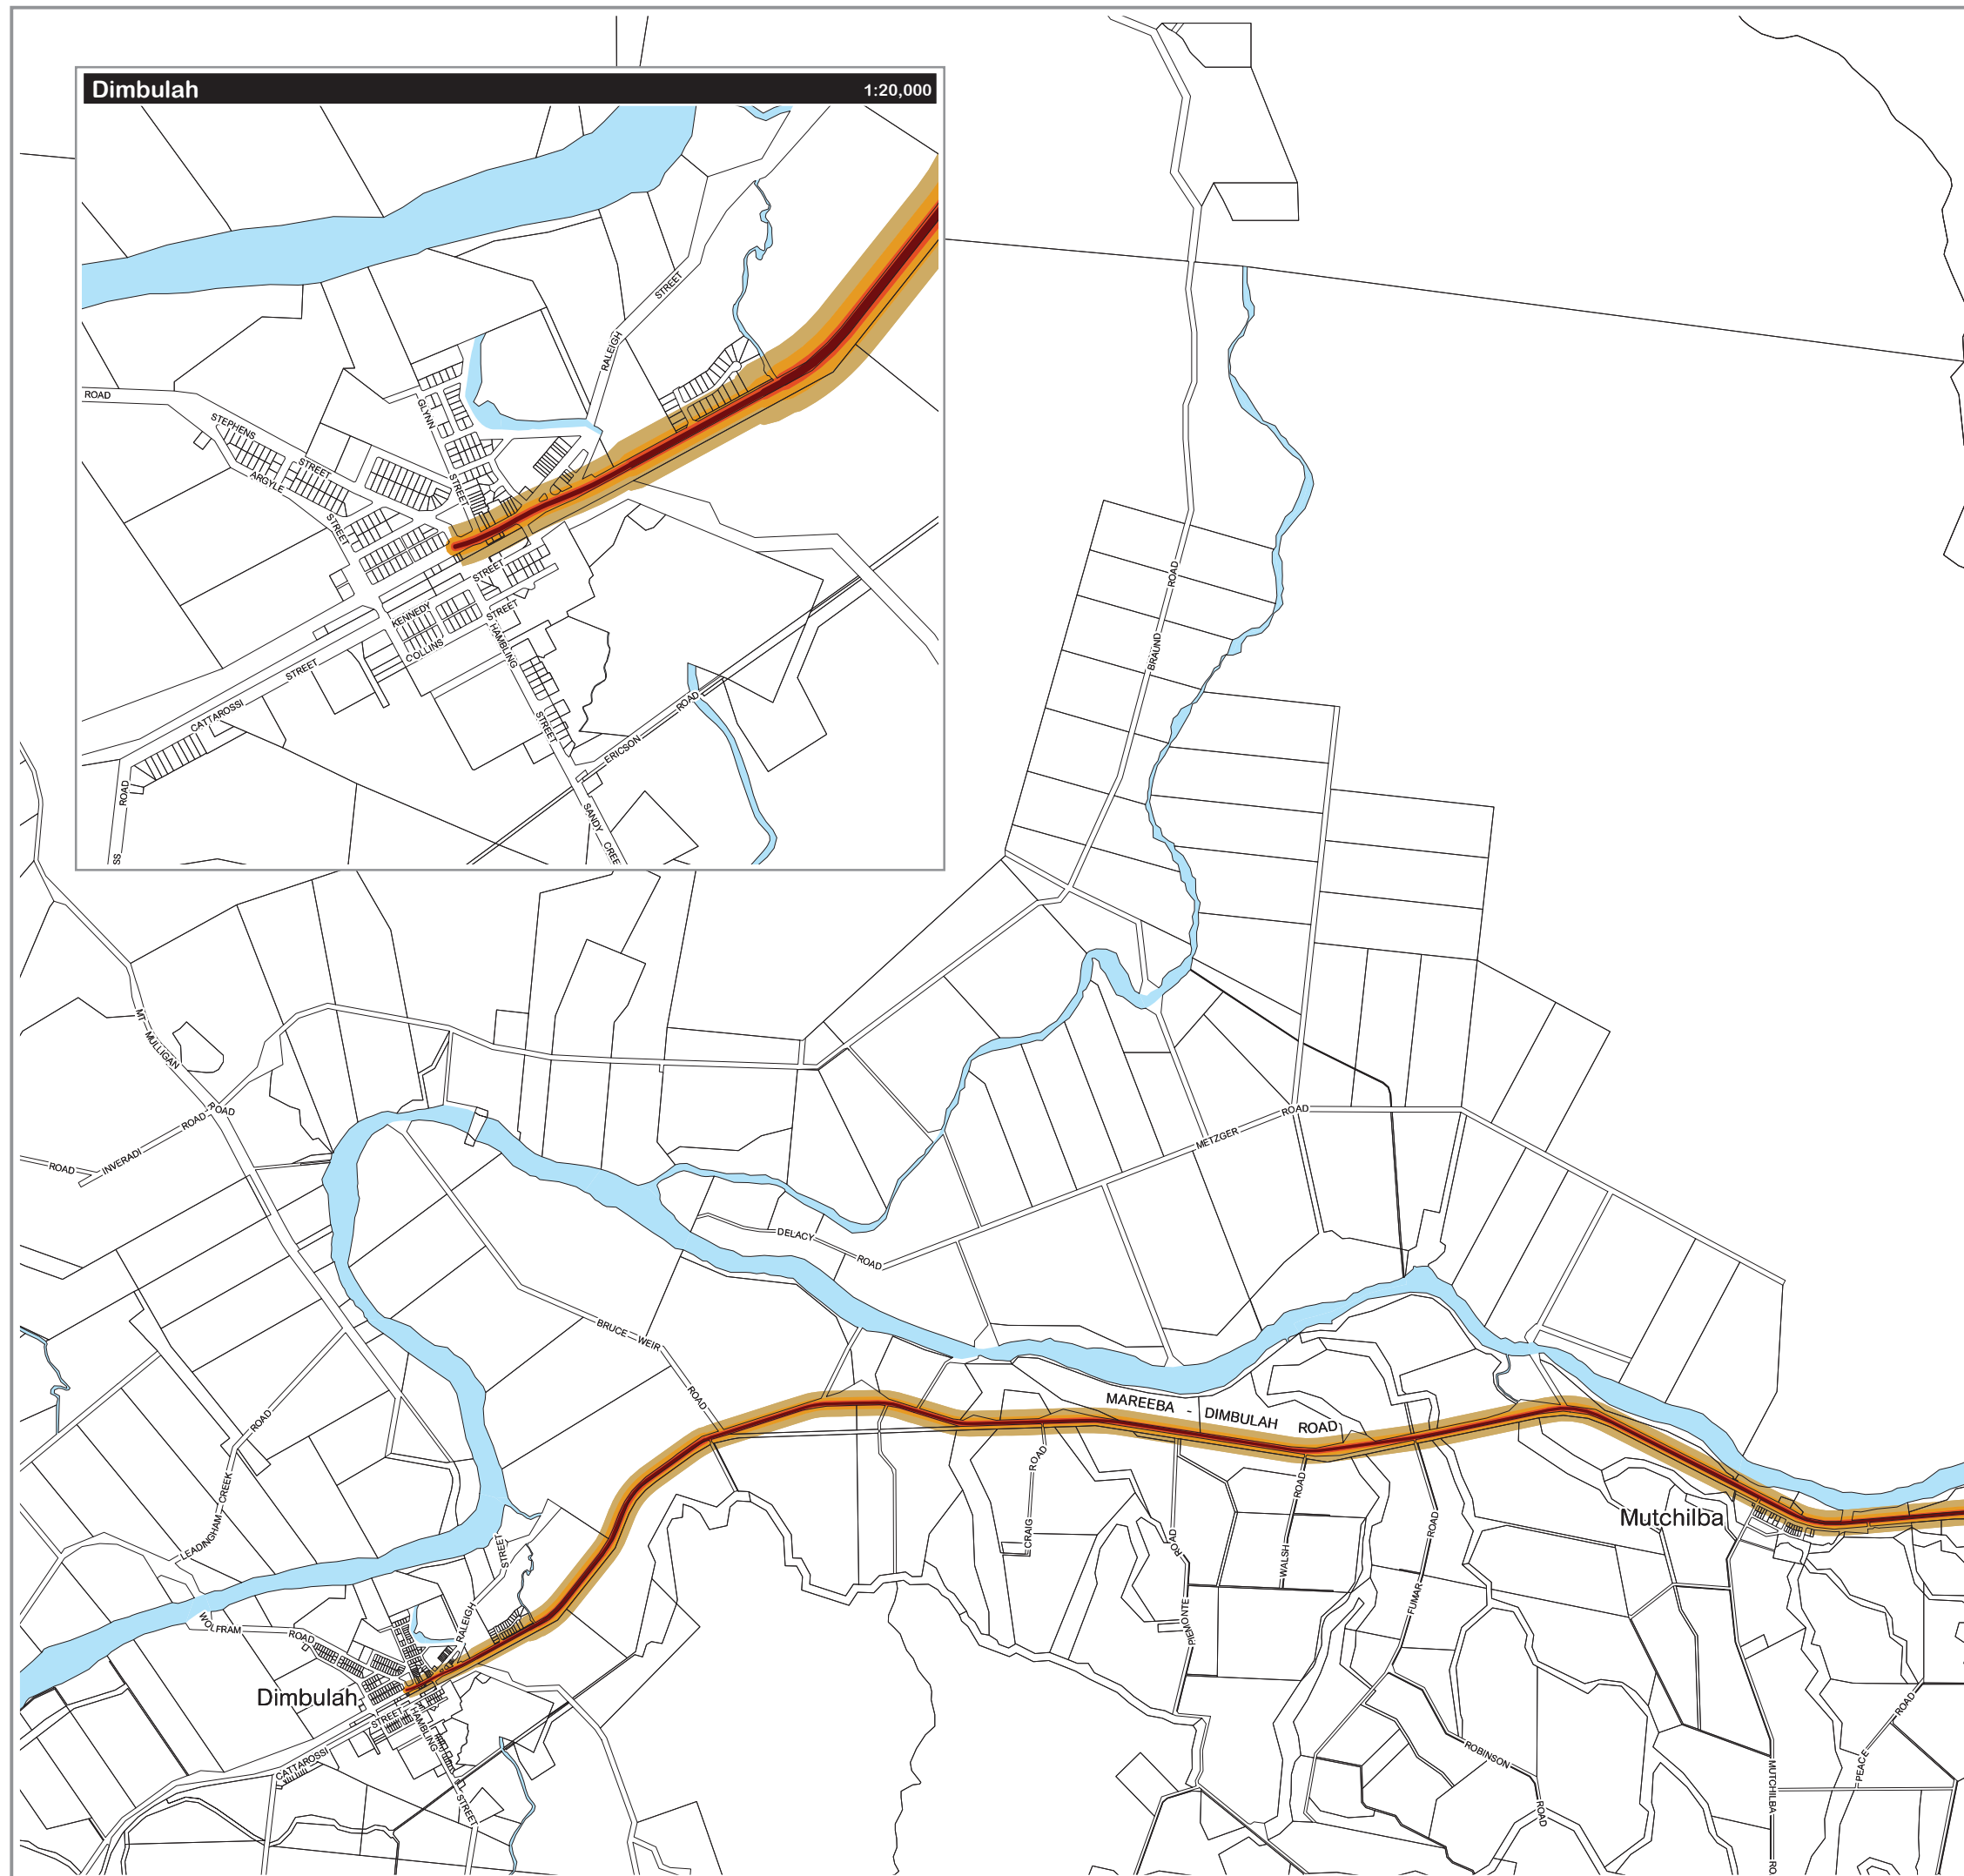 Dimbulah 1:20,000
STREET
RALEIGH
ROAD
GLYNN
STREET
STEPHENS
STREET
ARGYLE
STREET
STREET
KENNEDY
STREET
COLLINS
HAMBLING
STREET
STREET
CATTAROSSI
ROAD
ERICSON
ROAD
SANDY CREE
SS
ROAD
BRAUND
MT MULLIGAN
ROAD
ROAD
INVERADI
ROAD
ROAD
METZGER
DELACY
ROAD
BRUCE WEIR
ROAD
MAREEBA - DIMBULAH ROAD
ROAD
CREEK
LEADINGHAM
ROAD
CRAIG
ROAD
PIEMONTE
ROAD
WALSH
ROAD
FUMAR
Mutchilba
STREET
RALEIGH
WOLFRAM
ROAD
Dimbulah
STREET
CATTAROSSI
HAMBLING
STREET
ROBINSON
ROAD
ROAD
PEACE
MUTCHILBA
RO